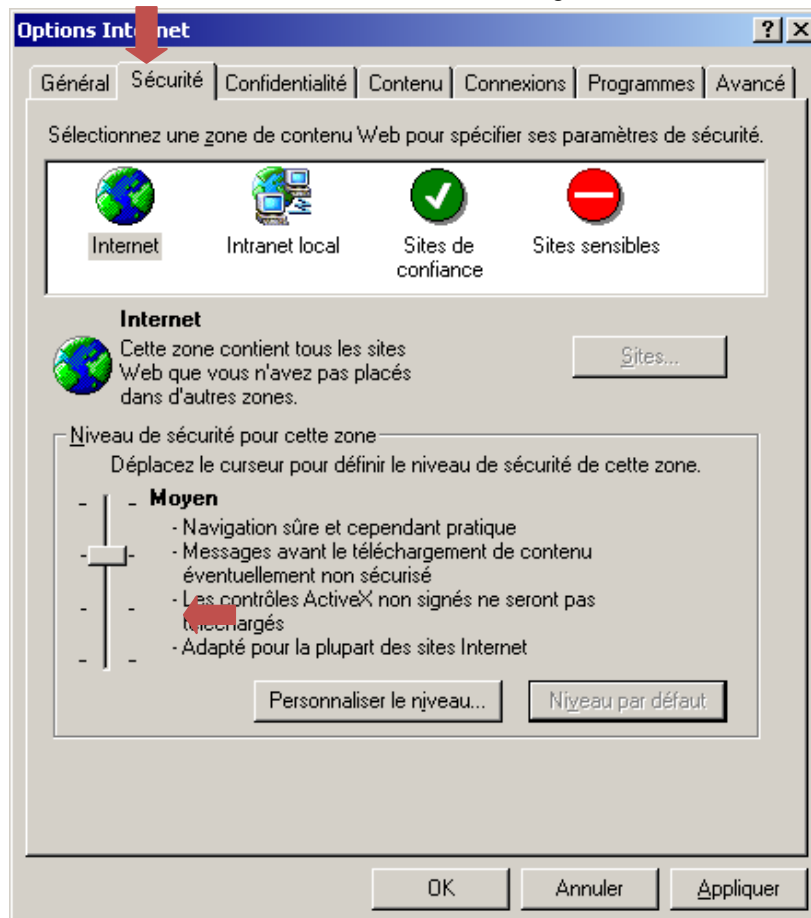 Options Internet
Général Sécurité Confidentialité Contenu Connexions Programmes Avancé
Sélectionnez une zone de contenu Web pour spécifier ses paramètres de sécurité.
Internet Intranet local Sites de Sites sensibles
confiance
Internet
Cette zone contient tous les sites
Web que vous n'avez pas placés
dans d'autres zones.
Sites...
Niveau de sécurité pour cette zone
Déplacez le curseur pour définir le niveau de sécurité de cette zone.
Moyen
- Navigation sûre et cependant pratique
- Messages avant le téléchargement de contenu
éventuellement non sécurisé
- Les contrôles ActiveX non signés ne seront pas
téléchargés
- Adapté pour la plupart des sites Internet
Personnaliser le niveau... Niveau par défaut
OK Annuler Appliquer